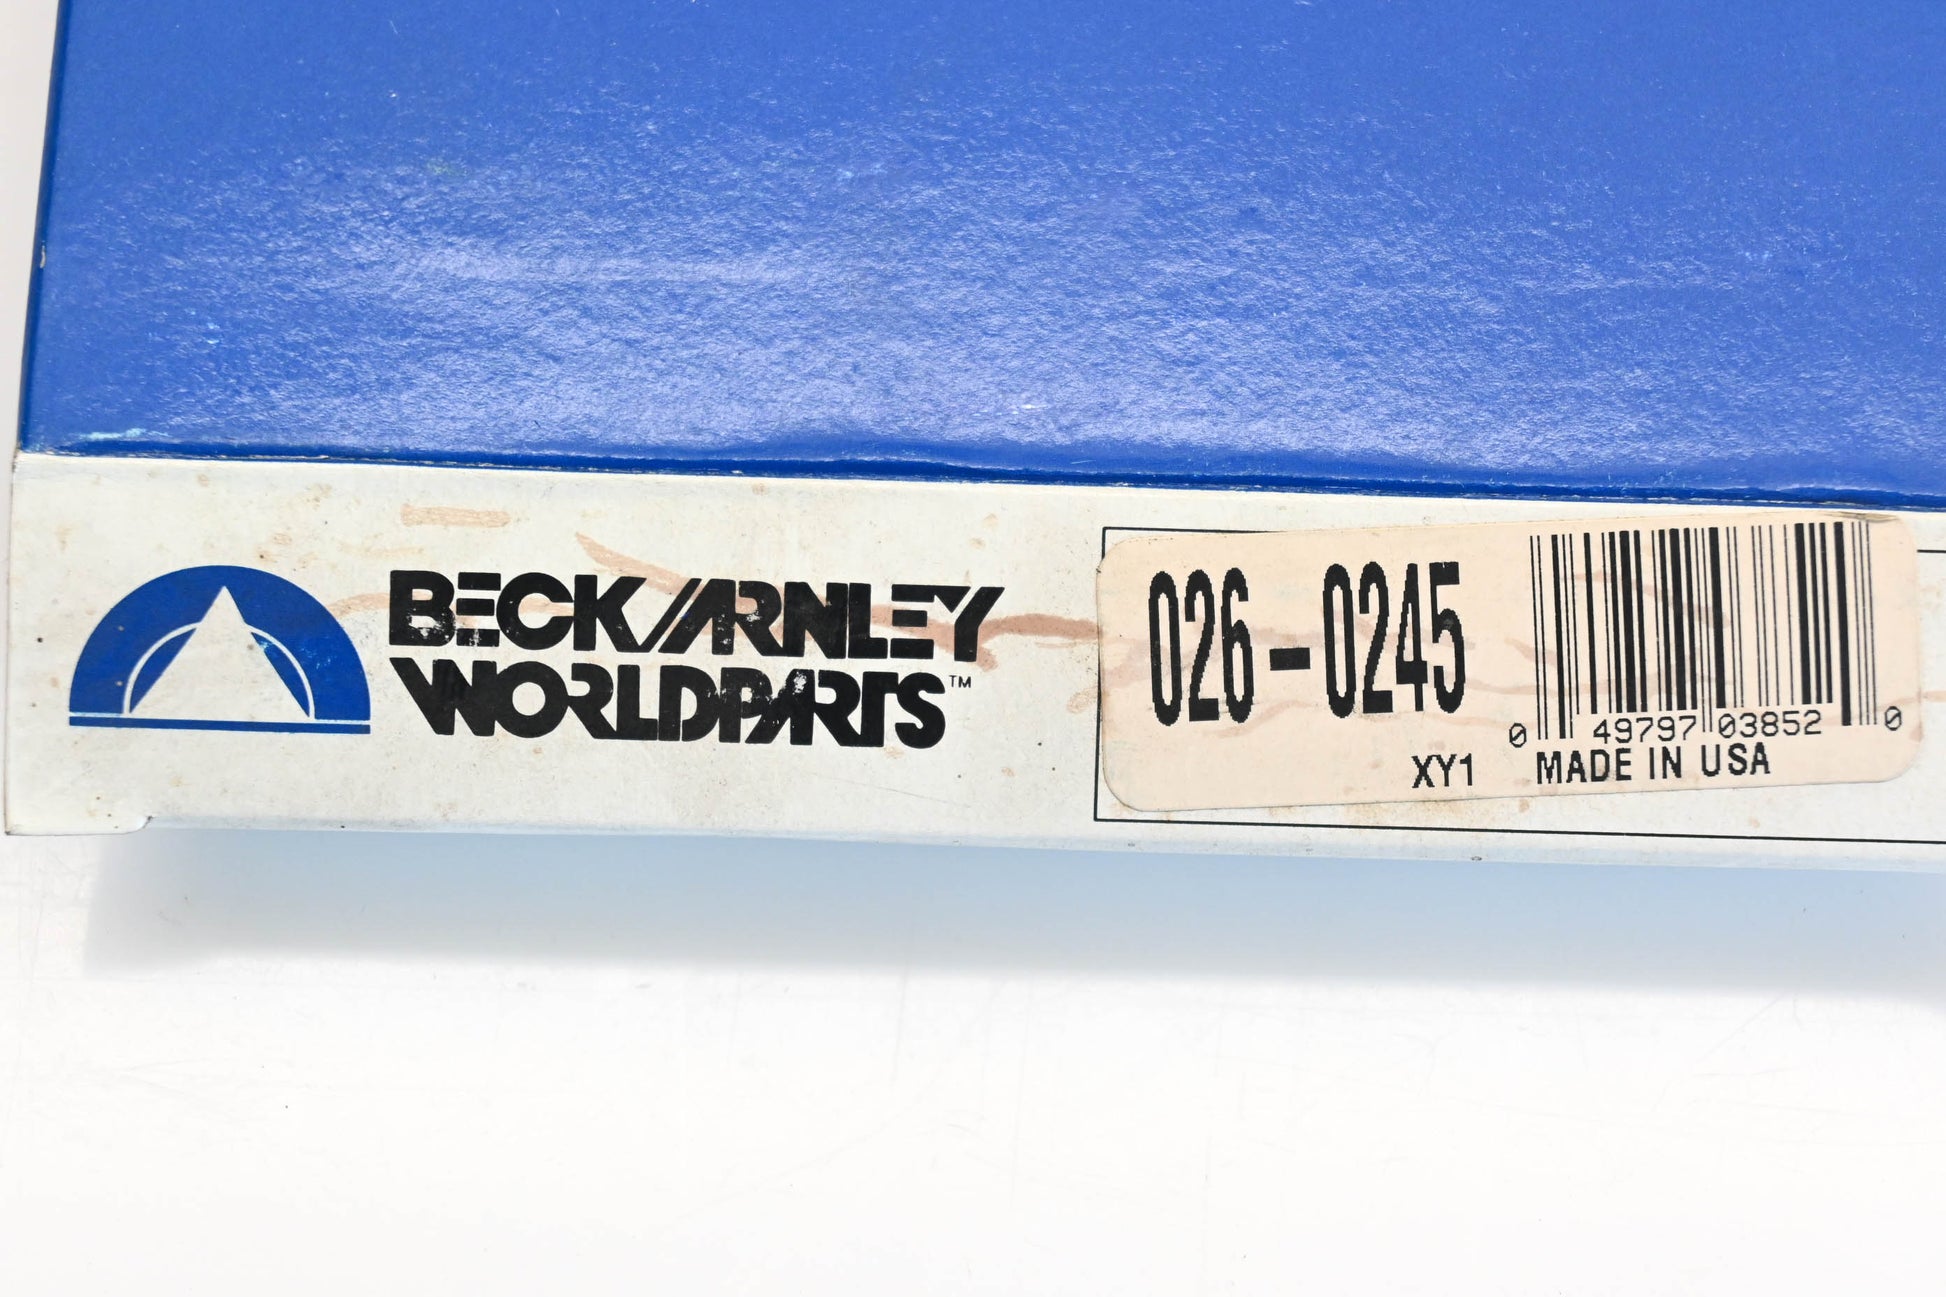 BECK/ARNLEY
WORLDPARTS™
026-0245
0 49797 03852 0
XY1 MADE IN USA